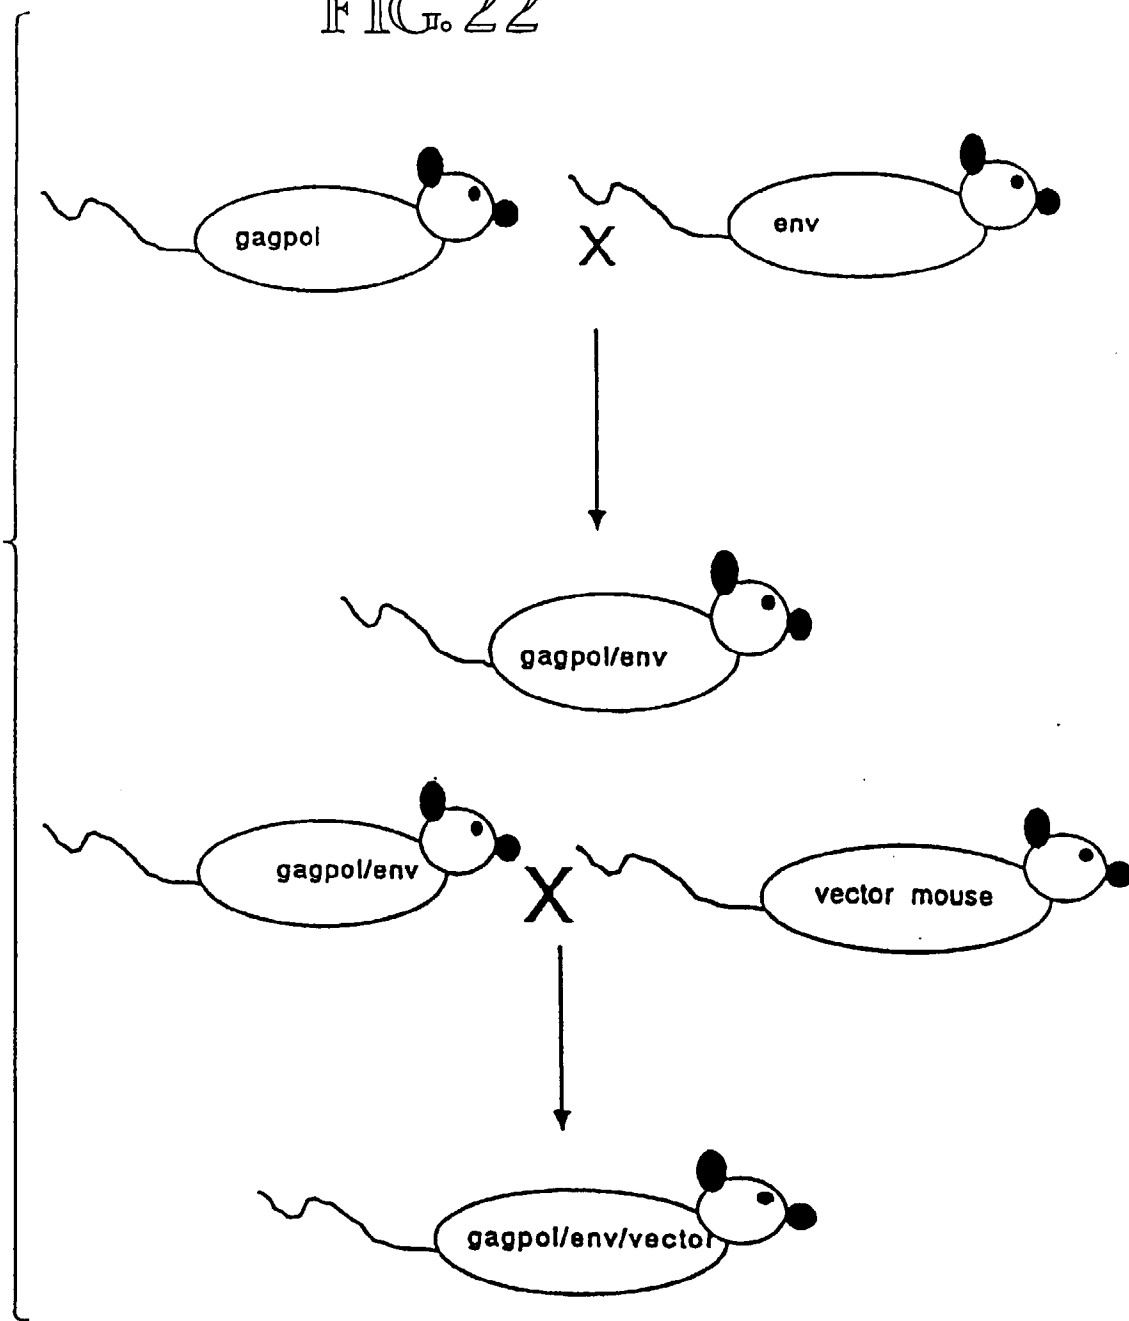 FIG. 22
gagpol
X
env
gagpol/env
gagpol/env
X
vector mouse
gagpol/env/vector